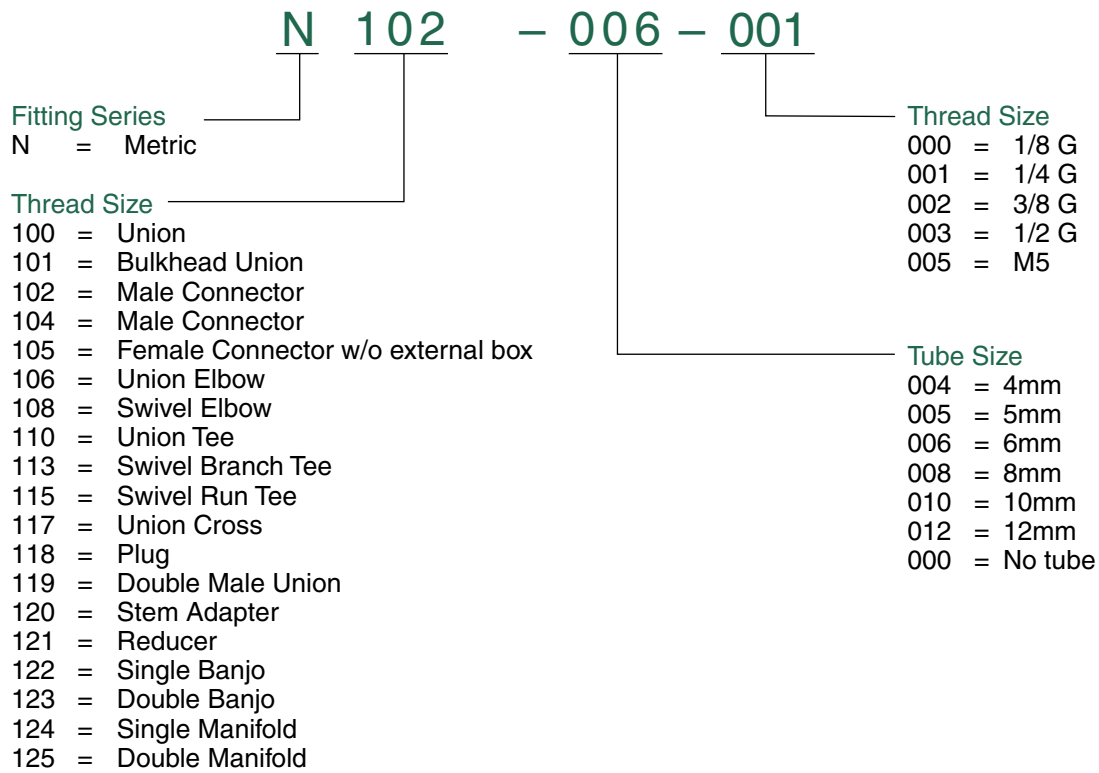 N 102 – 006 – 001
Fitting Series
N = Metric
Thread Size
100 = Union
101 = Bulkhead Union
102 = Male Connector
104 = Male Connector
105 = Female Connector w/o external box
106 = Union Elbow
108 = Swivel Elbow
110 = Union Tee
113 = Swivel Branch Tee
115 = Swivel Run Tee
117 = Union Cross
118 = Plug
119 = Double Male Union
120 = Stem Adapter
121 = Reducer
122 = Single Banjo
123 = Double Banjo
124 = Single Manifold
125 = Double Manifold
Thread Size
000 = 1/8 G
001 = 1/4 G
002 = 3/8 G
003 = 1/2 G
005 = M5
Tube Size
004 = 4mm
005 = 5mm
006 = 6mm
008 = 8mm
010 = 10mm
012 = 12mm
000 = No tube